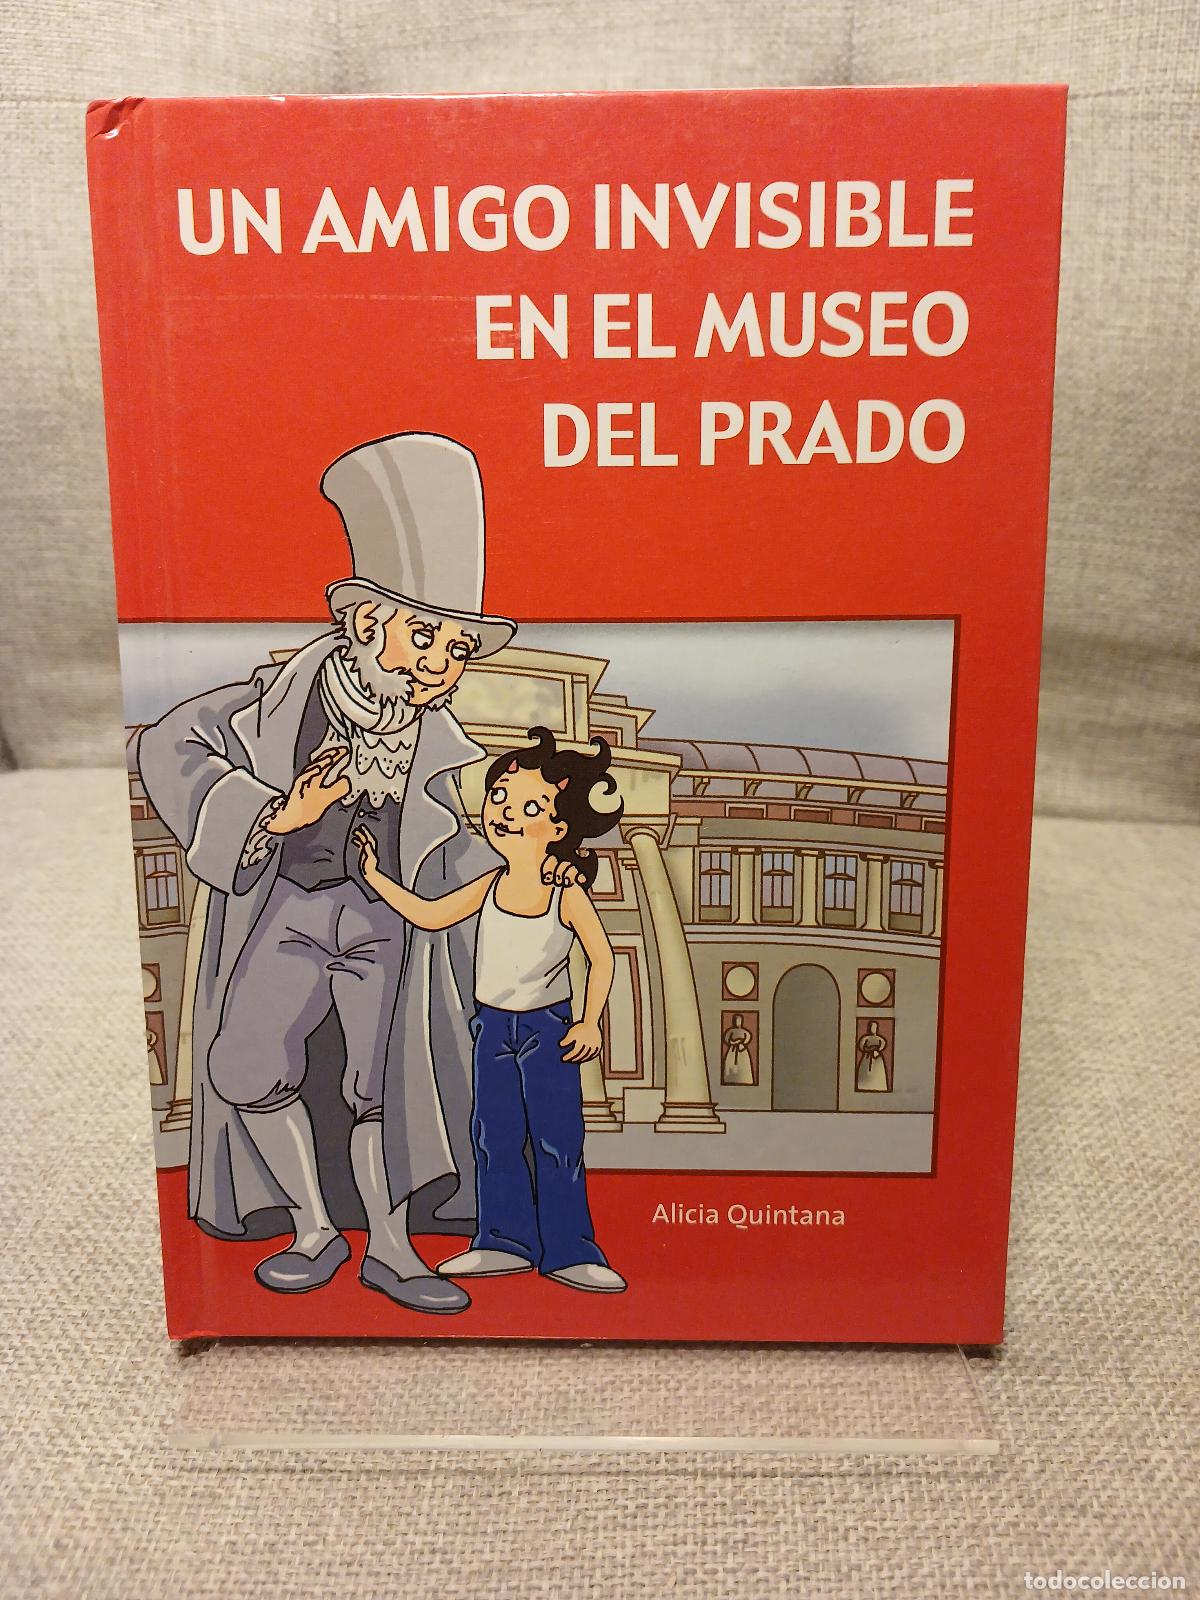 UN AMIGO INVISIBLE
EN EL MUSEO
DEL PRADO
Alicia Quintana
todocoleccion